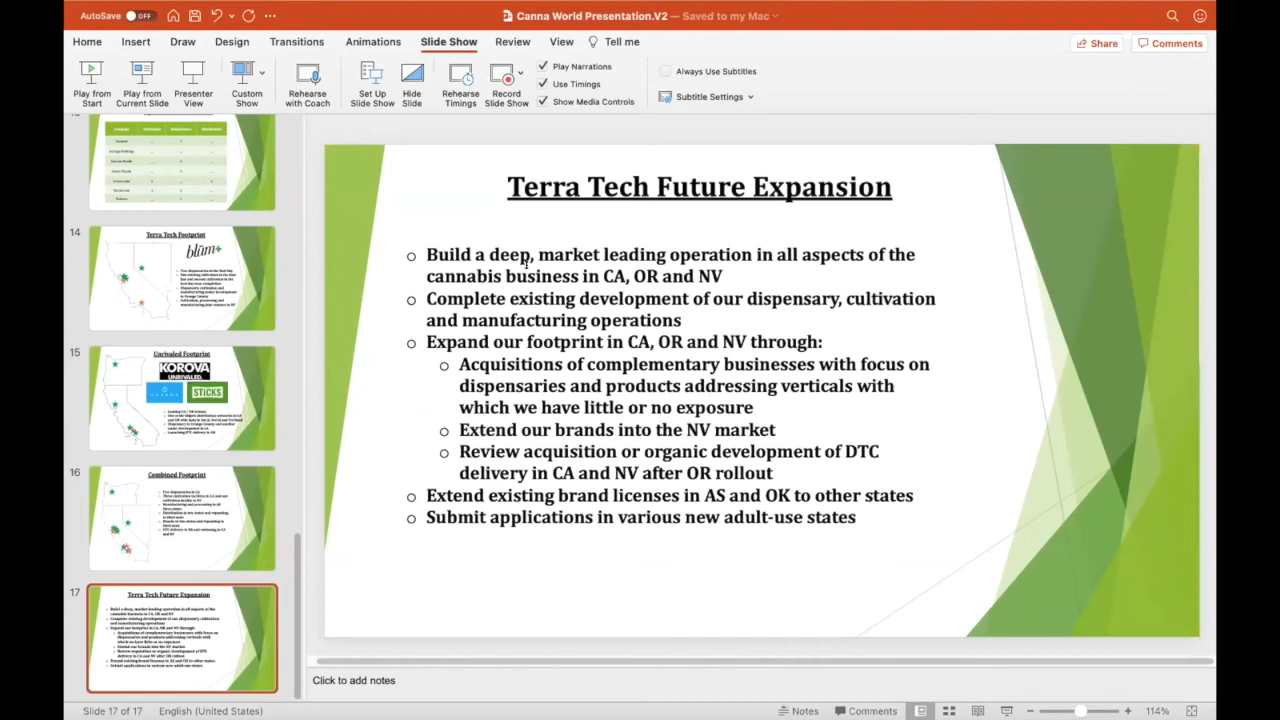 AutoSave OFF
Canna World Presentation.V2 — Saved to my Mac
Home Insert Draw Design Transitions Animations Slide Show Review View Tell me
Share Comments
Play from Start
Play from Current Slide
Presenter View
Custom Show
Rehearse with Coach
Set Up Slide Show
Hide Slide
Rehearse Timings
Record Slide Show
Play Narrations
Use Timings
Show Media Controls
Always Use Subtitles
Subtitle Settings
14
Terra Tech Footprint
blüm
15
Unrivaled Footprint
KOROVA
UNRIVALED.
STICKS
16
Combined Footprint
17
Terra Tech Future Expansion
Terra Tech Future Expansion
Build a deep, market leading operation in all aspects of the
cannabis business in CA, OR and NV
Complete existing development of our dispensary, cultivation
and manufacturing operations
Expand our footprint in CA, OR and NV through:
Acquisitions of complementary businesses with focus on
dispensaries and products addressing verticals with
which we have little or no exposure
Extend our brands into the NV market
Review acquisition or organic development of DTC
delivery in CA and NV after OR rollout
Extend existing brand licenses in AS and OK to other states
Submit applications in various new adult-use states
Click to add notes
Slide 17 of 17 English (United States)
Notes Comments 114%